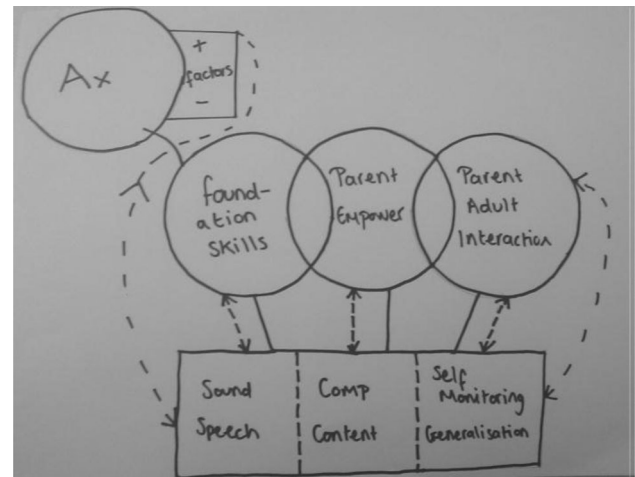 Ax
+
factors
-
found-
ation
skills
Parent
Empower
Parent
Adult
Interaction
Sound
Speech
Comp
Content
Self
Monitoring
Generalisation